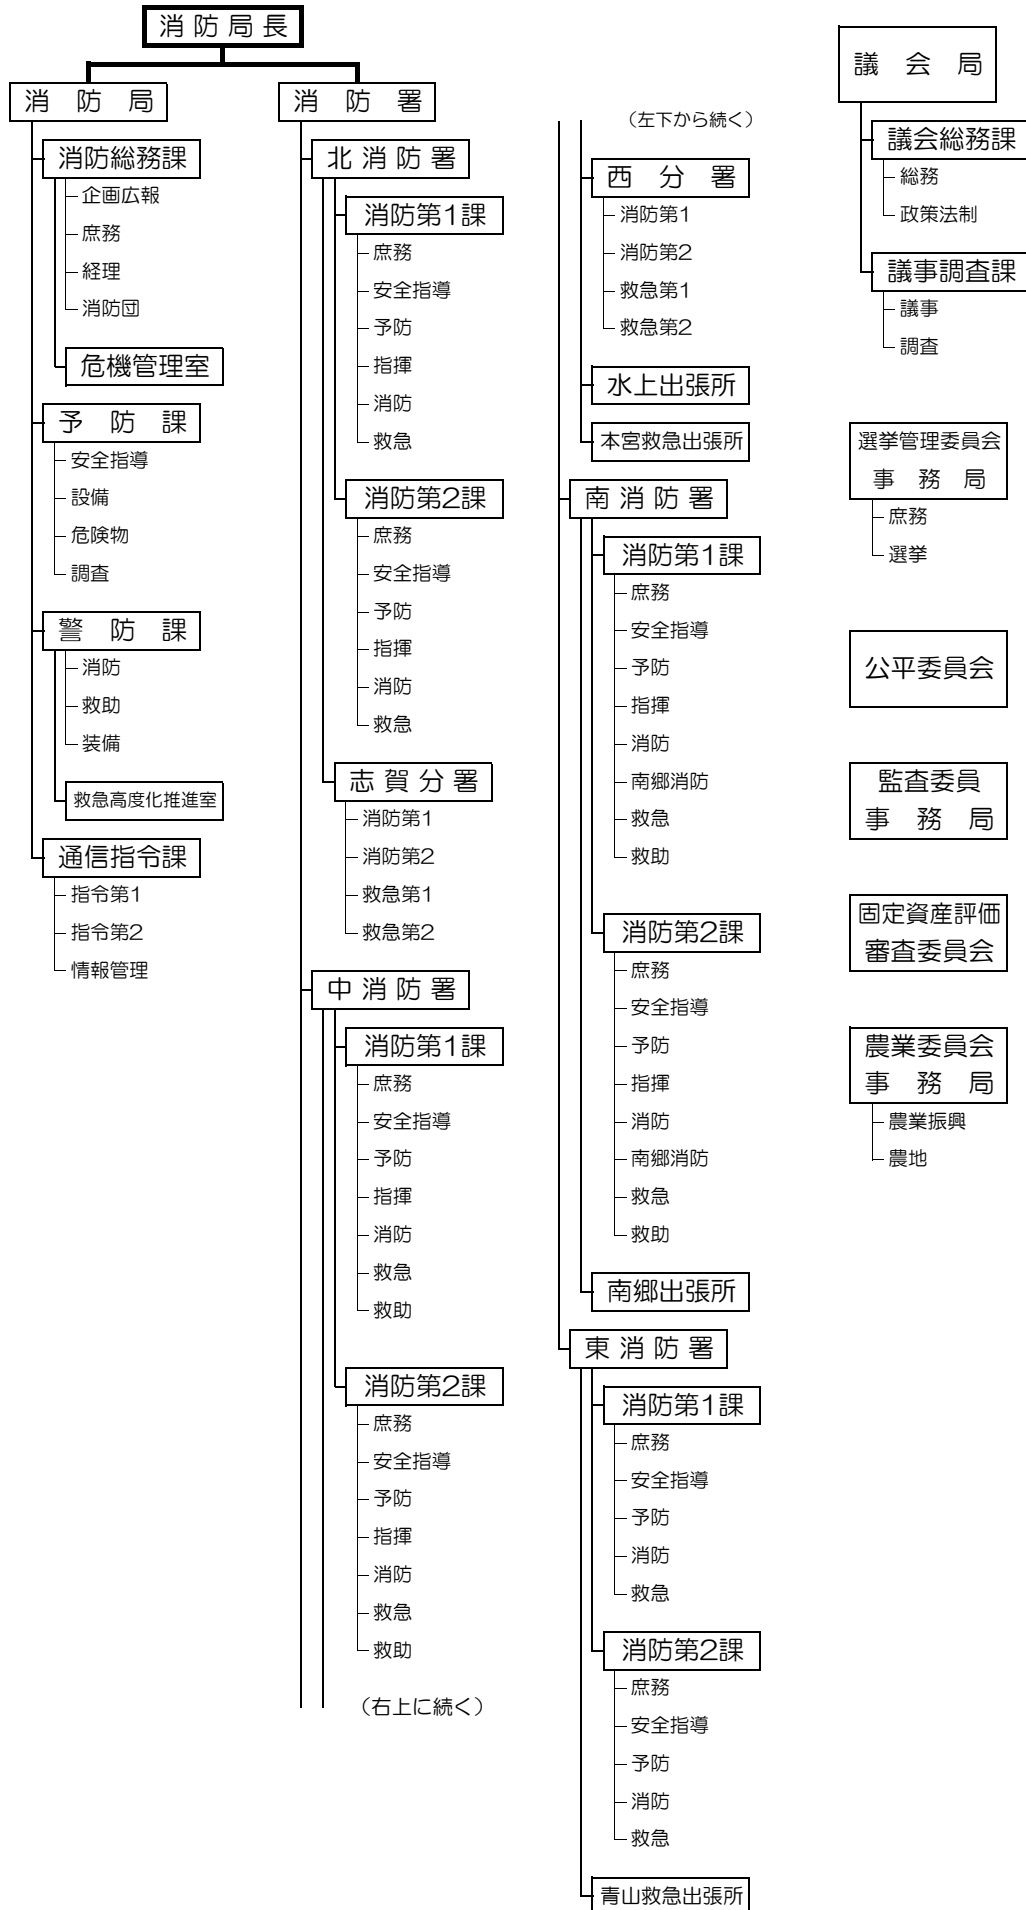 消防局長
消防局
消防総務課
企画広報
庶務
経理
消防団
危機管理室
予防課
安全指導
設備
危険物
調査
警防課
消防
救助
装備
救急高度化推進室
通信指令課
指令第1
指令第2
情報管理
消防署
北消防署
消防第1課
庶務
安全指導
予防
指揮
消防
救急
消防第2課
庶務
安全指導
予防
指揮
消防
救急
志賀分署
消防第1
消防第2
救急第1
救急第2
中消防署
消防第1課
庶務
安全指導
予防
指揮
消防
救急
救助
消防第2課
庶務
安全指導
予防
指揮
消防
救急
救助
（右上に続く）
（左下から続く）
西分署
消防第1
消防第2
救急第1
救急第2
水上出張所
本宮救急出張所
南消防署
消防第1課
庶務
安全指導
予防
指揮
消防
南郷消防
救急
救助
消防第2課
庶務
安全指導
予防
指揮
消防
南郷消防
救急
救助
南郷出張所
東消防署
消防第1課
庶務
安全指導
予防
消防
救急
消防第2課
庶務
安全指導
予防
消防
救急
青山救急出張所
議会局
議会総務課
総務
政策法制
議事調査課
議事
調査
選挙管理委員会
事務局
庶務
選挙
公平委員会
監査委員
事務局
固定資産評価
審査委員会
農業委員会
事務局
農業振興
農地